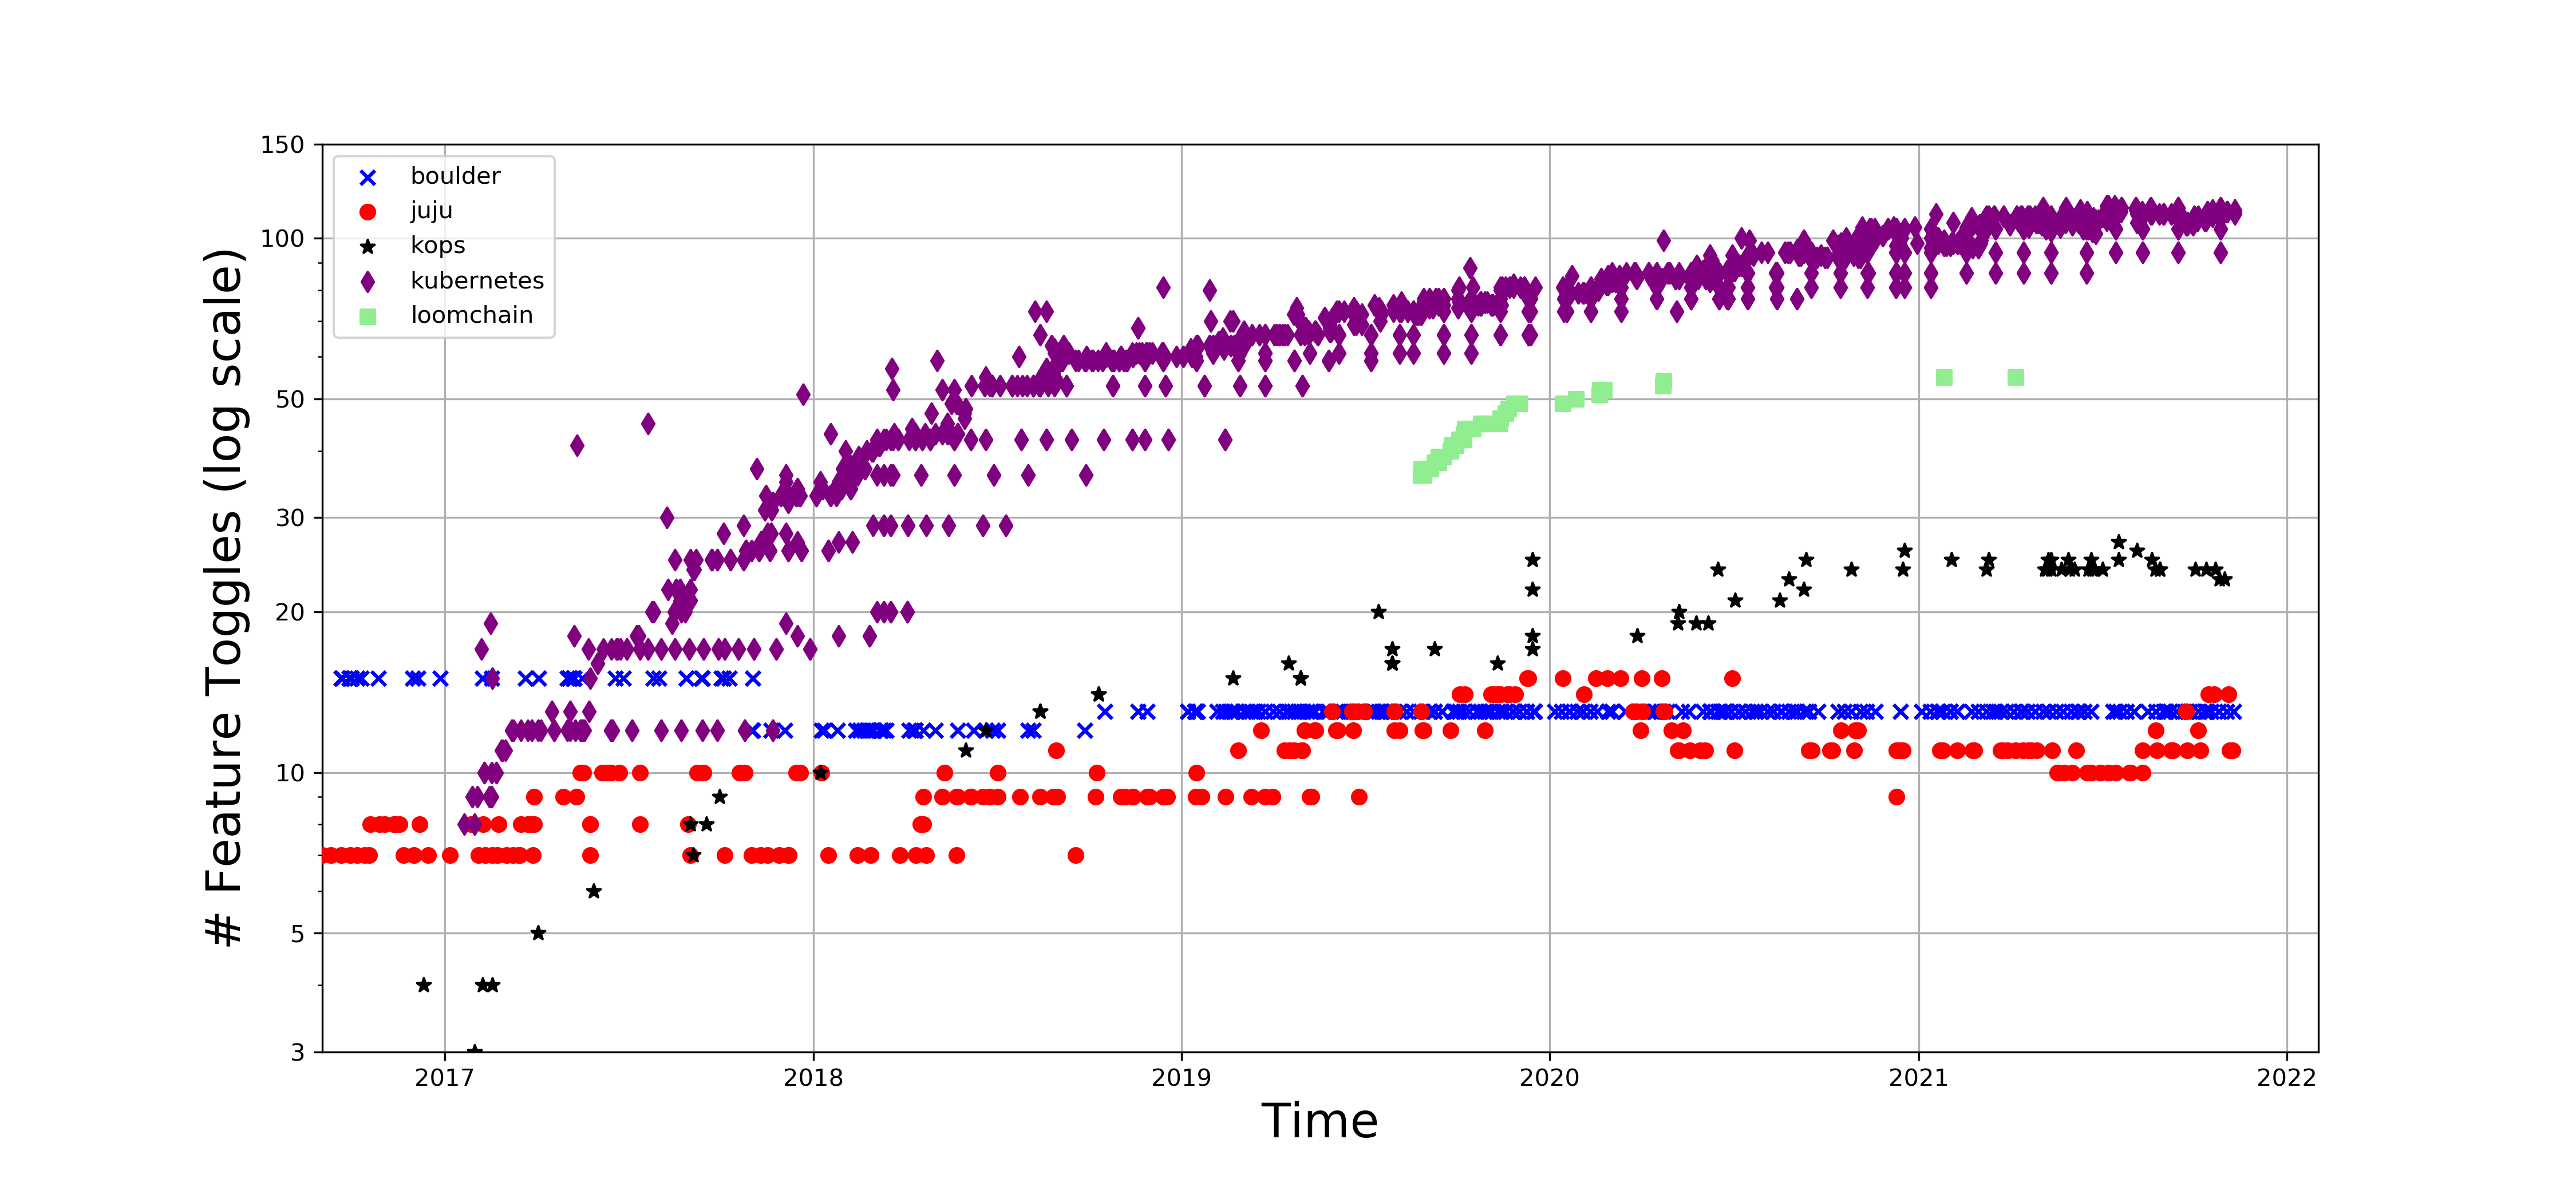 150
100
50
30
20
10
5
3
# Feature Toggles (log scale)
boulder
juju
kops
kubernetes
loomchain
2017 2018 2019 2020 2021 2022
Time